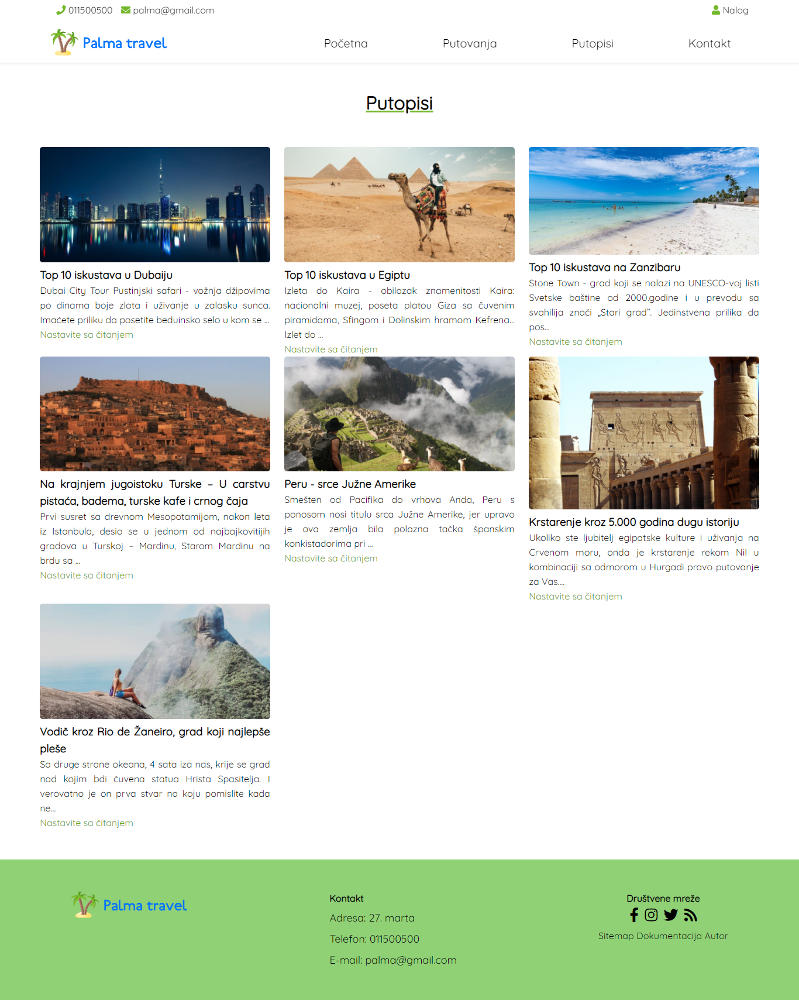 011500500 palma@gmail.com Nalog
Palma travel
Početna Putovanja Putopisi Kontakt
Putopisi
Top 10 iskustava u Dubaiju
Dubai City Tour Pustinjski safari - vožnja džipovima
po dinama boje zlata i uživanje u zalasku sunca.
Imaćete priliku da posetite beduinsko selo u kom se ...
Nastavite sa čitanjem
Top 10 iskustava u Egiptu
Izleta do Kaira - obilazak znamenitosti Kaira:
nacionalni muzej, poseta platou Giza sa čuvenim
piramidama, Sfingom i Dolinskim hramom Kefrena...
Izlet do ...
Nastavite sa čitanjem
Top 10 iskustava na Zanzibaru
Stone Town - grad koji se nalazi na UNESCO-voj listi
Svetske baštine od 2000.godine i u prevodu sa
svahilija znači „Stari grad”. Jedinstvena prilika da
pos...
Nastavite sa čitanjem
Na krajnjem jugoistoku Turske – U carstvu
pistaća, badema, turske kafe i crnog čaja
Prvi susret sa drevnom Mesopotamijom, nakon leta
iz Istanbula, desio se u jednom od najbajkovitijih
gradova u Turskoj – Mardinu, Starom Mardinu na
brdu sa ...
Nastavite sa čitanjem
Peru - srce Južne Amerike
Smešten od Pacifika do vrhova Anda, Peru s
ponosom nosi titulu srca Južne Amerike, jer upravo
je ova zemlja bila polazna tačka španskim
konkistadorima pri ...
Nastavite sa čitanjem
Krstarenje kroz 5.000 godina dugu istoriju
Ukoliko ste ljubitelj egipatske kulture i uživanja na
Crvenom moru, onda je krstarenje rekom Nil u
kombinaciji sa odmorom u Hurgadi pravo putovanje
za Vas....
Nastavite sa čitanjem
Vodič kroz Rio de Žaneiro, grad koji najlepše
pleše
Sa druge strane okeana, 4 sata iza nas, krije se grad
nad kojim bdi čuvena statua Hrista Spasitelja. I
verovatno je on prva stvar na koju pomislite kada
ne...
Nastavite sa čitanjem
Palma travel
Kontakt
Adresa: 27. marta
Telefon: 011500500
E-mail: palma@gmail.com
Društvene mreže
Sitemap Dokumentacija Autor